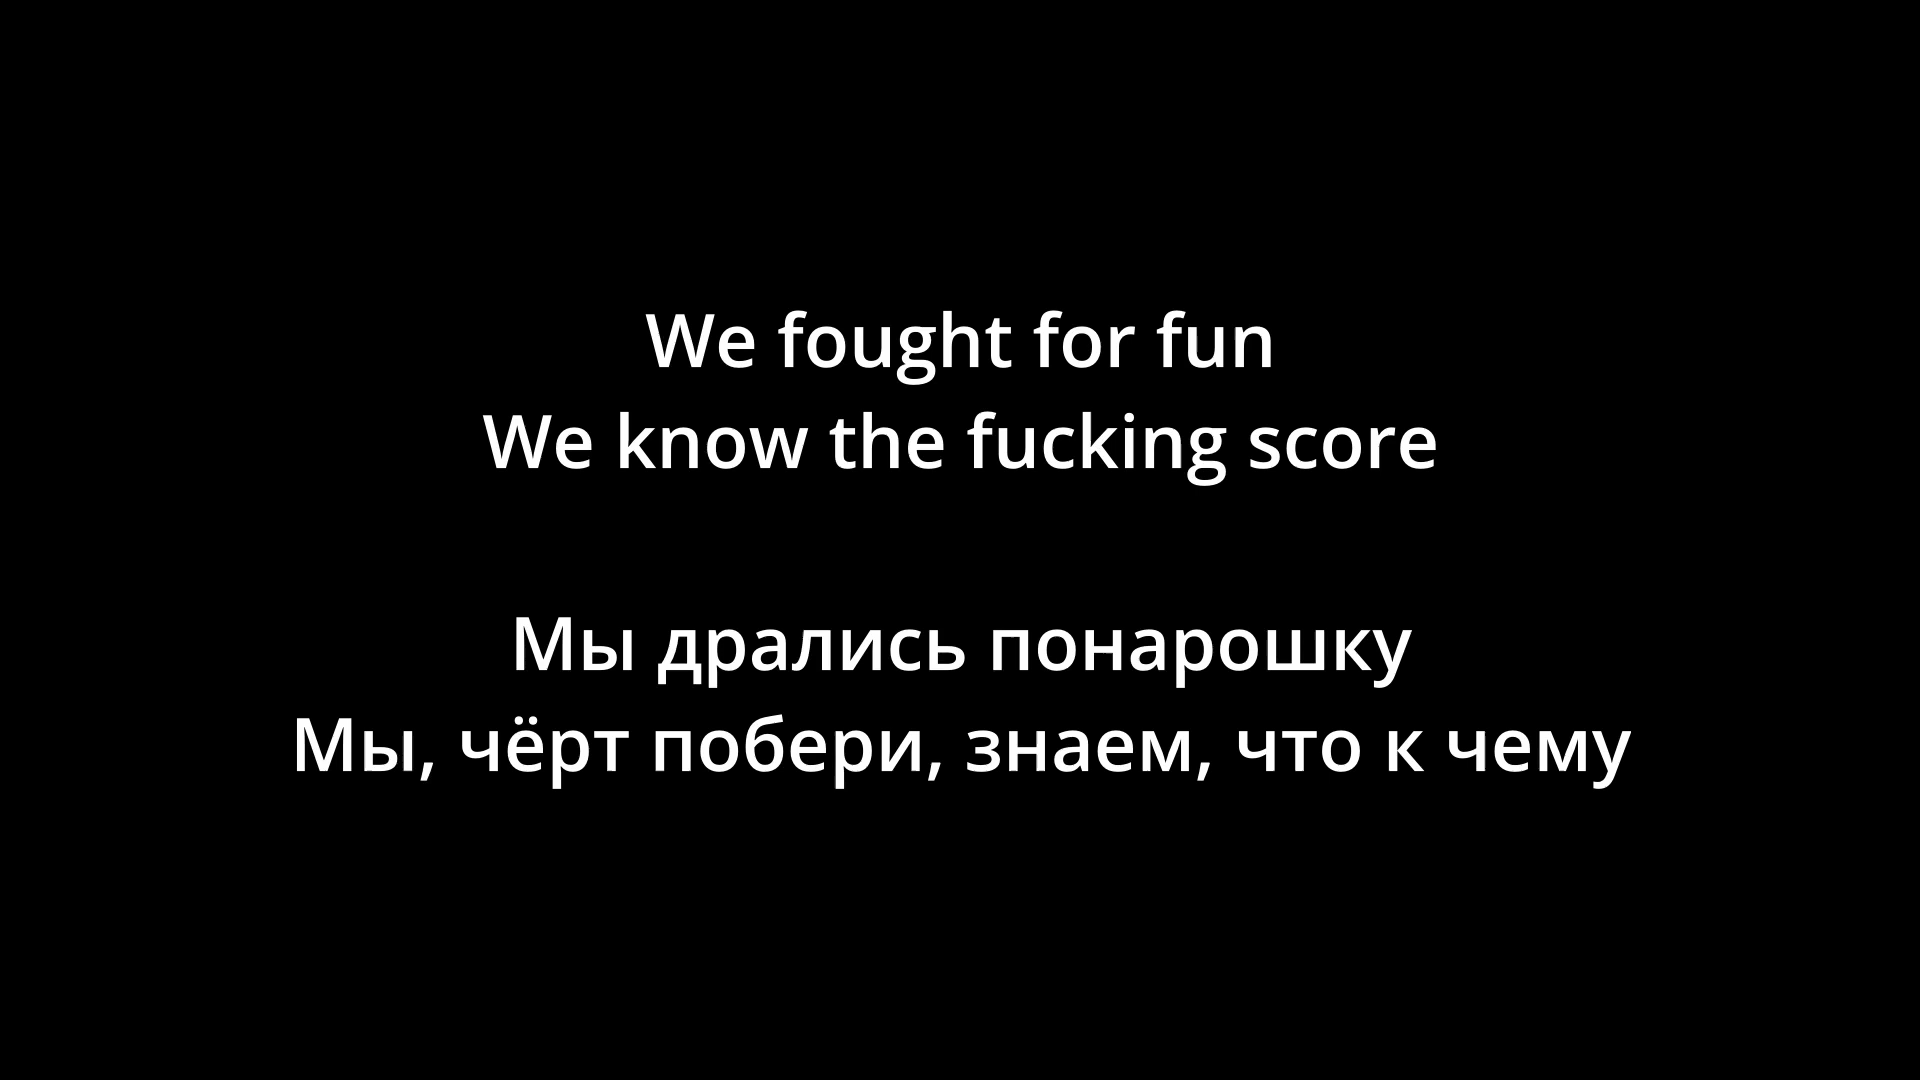 We fought for fun
We know the fucking score
Мы дрались понарошку
Мы, чёрт побери, знаем, что к чему